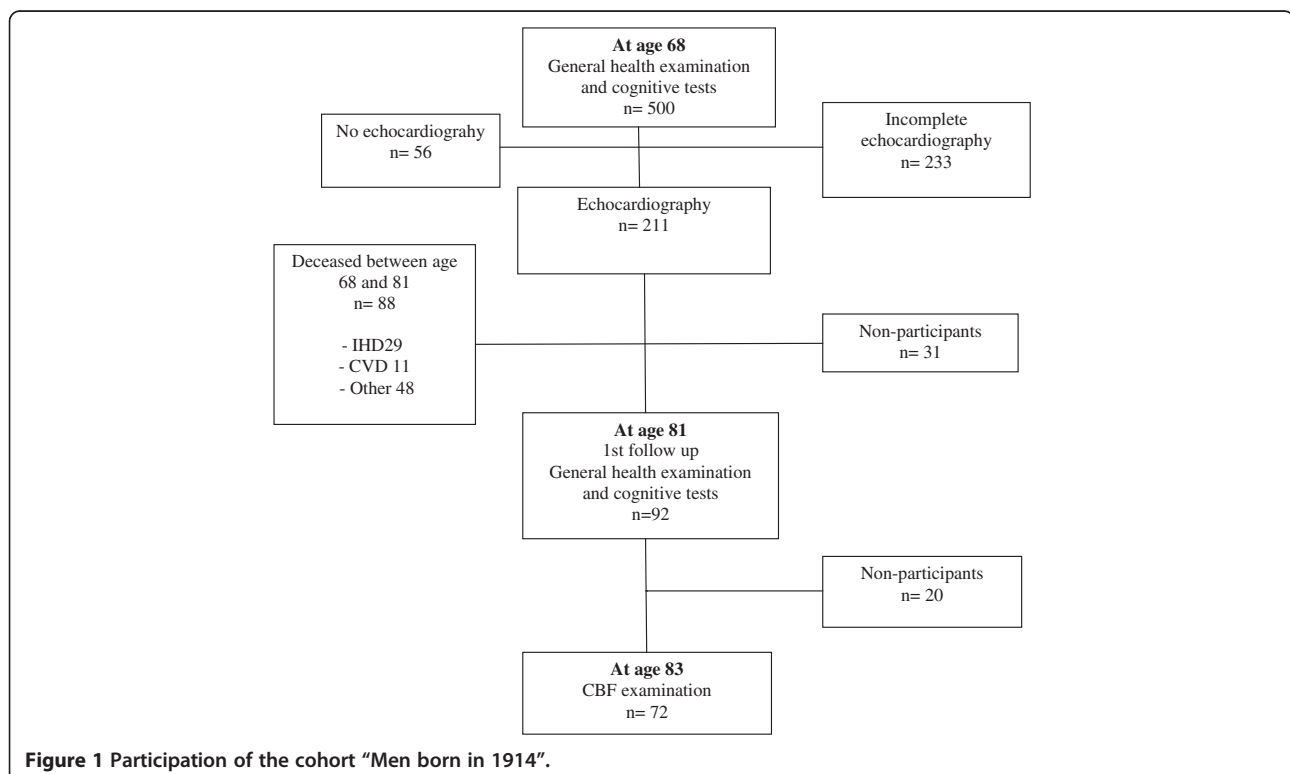 At age 68
General health examination
and cognitive tests
n= 500
No echocardiograhy
n= 56
Incomplete
echocardiography
n= 233
Echocardiography
n= 211
Deceased between age
68 and 81
n= 88
- IHD29
- CVD 11
- Other 48
Non-participants
n= 31
At age 81
1st follow up
General health examination
and cognitive tests
n=92
Non-participants
n= 20
At age 83
CBF examination
n= 72
Figure 1 Participation of the cohort “Men born in 1914”.